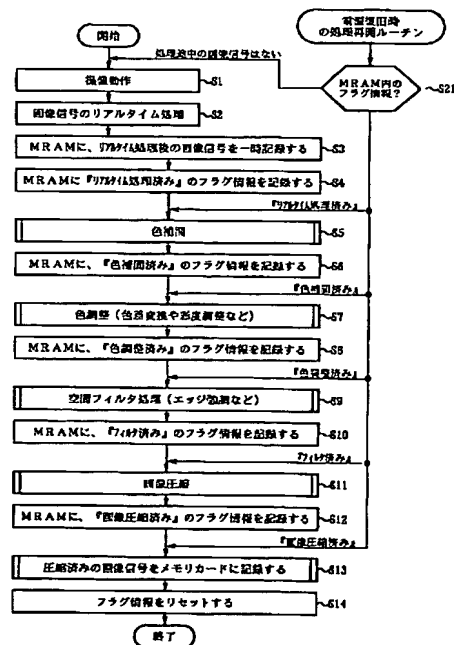 開始
電源復旧時
の処理再開ルーチン
処理途中の画像信号はない
MRAM内の
フラグ情報?
S21
撮像動作
S1
画像信号のリアルタイム処理
S2
MRAMに、リアルタイム処理後の画像信号を一時記録する
S3
MRAMに『リアルタイム処理済み』のフラグ情報を記録する
S4
『リアルタイム処理済み』
色補間
S5
MRAMに、『色補間済み』のフラグ情報を記録する
S6
『色補間済み』
色調整（色差変換や彩度調整など）
S7
MRAMに、『色調整済み』のフラグ情報を記録する
S8
『色調整済み』
空間フィルタ処理（エッジ強調など）
S9
MRAMに、『フィルタ済み』のフラグ情報を記録する
S10
『フィルタ済み』
画像圧縮
S11
MRAMに、『画像圧縮済み』のフラグ情報を記録する
S12
『画像圧縮済み』
圧縮済みの画像信号をメモリカードに記録する
S13
フラグ情報をリセットする
S14
終了